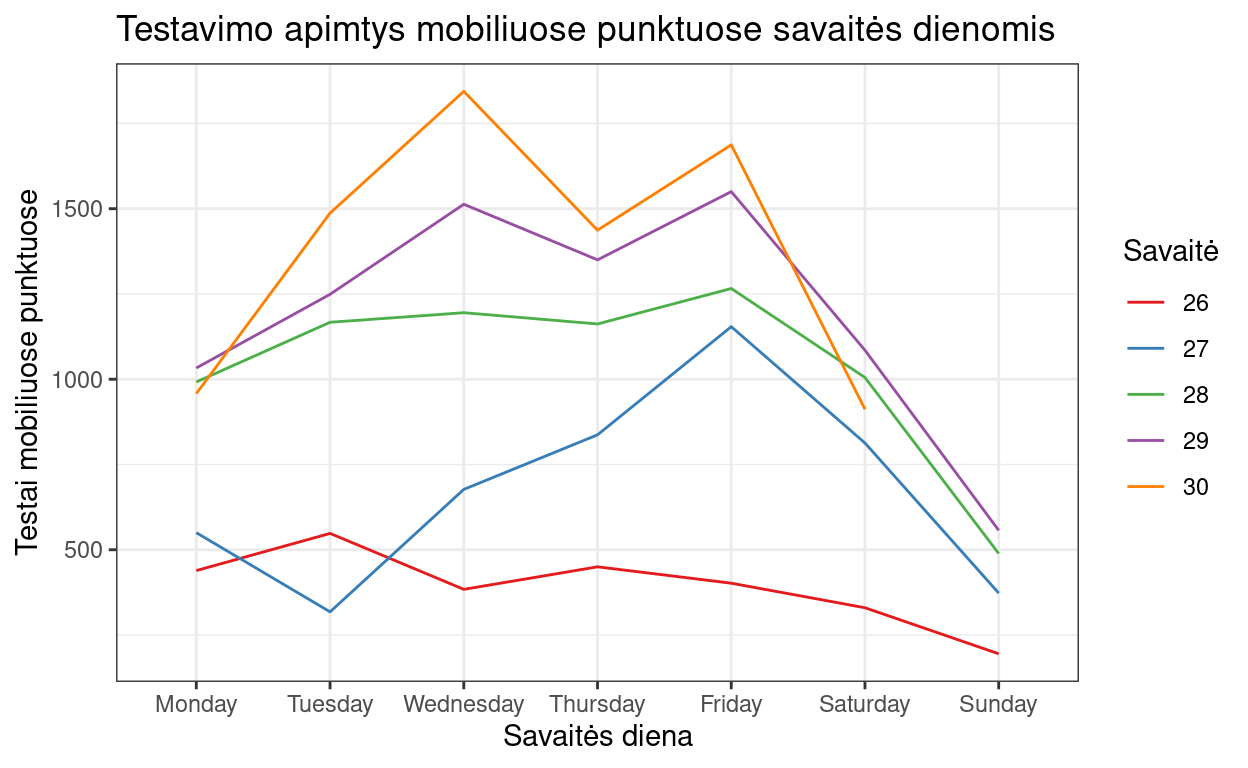 Testavimo apimtys mobiliuose punktuose savaitės dienomis
Testai mobiliuose punktuose
1500
1000
500
Monday Tuesday Wednesday Thursday Friday Saturday Sunday
Savaitės diena
Savaitė
26
27
28
29
30